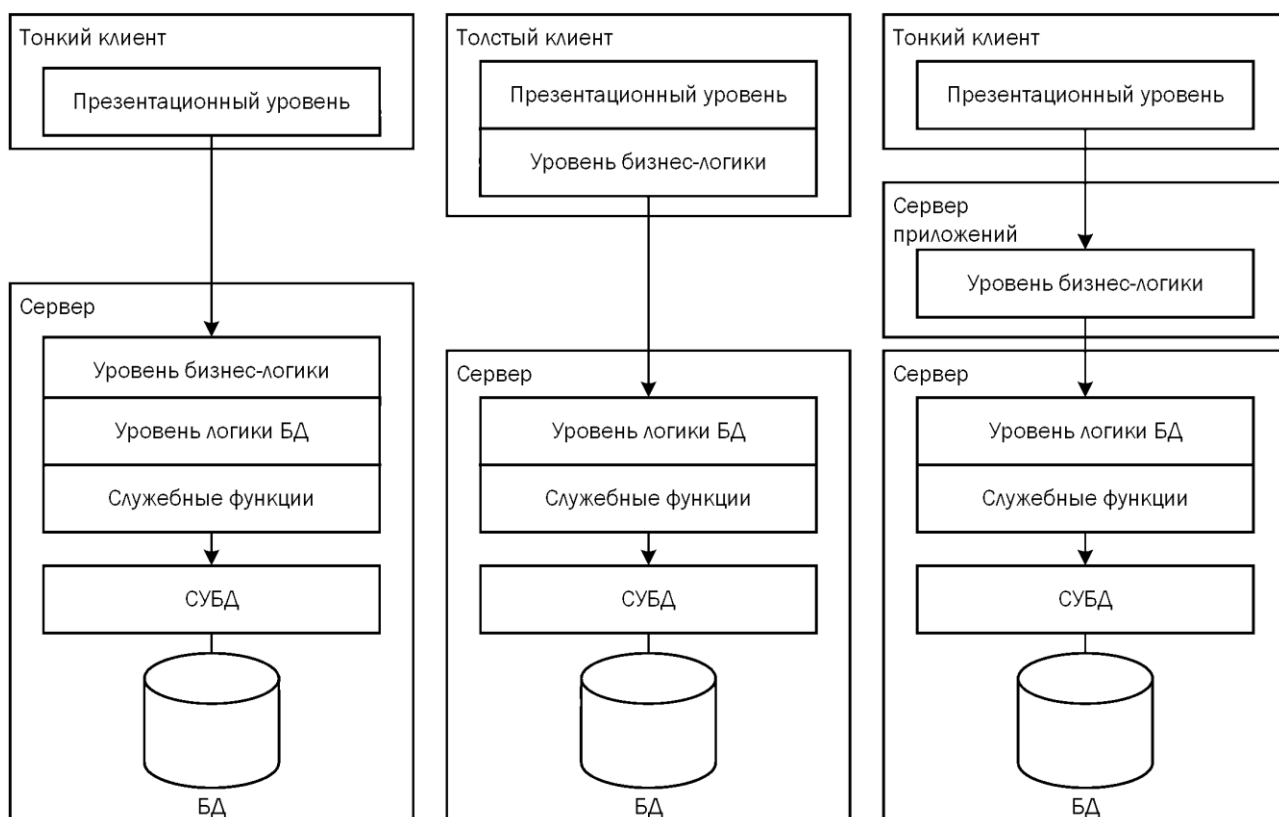 Тонкий клиент
Презентационный уровень
Сервер
Уровень бизнес-логики
Уровень логики БД
Служебные функции
СУБД
БД
Толстый клиент
Презентационный уровень
Уровень бизнес-логики
Сервер
Уровень логики БД
Служебные функции
СУБД
БД
Тонкий клиент
Презентационный уровень
Сервер
приложений
Уровень бизнес-логики
Сервер
Уровень логики БД
Служебные функции
СУБД
БД